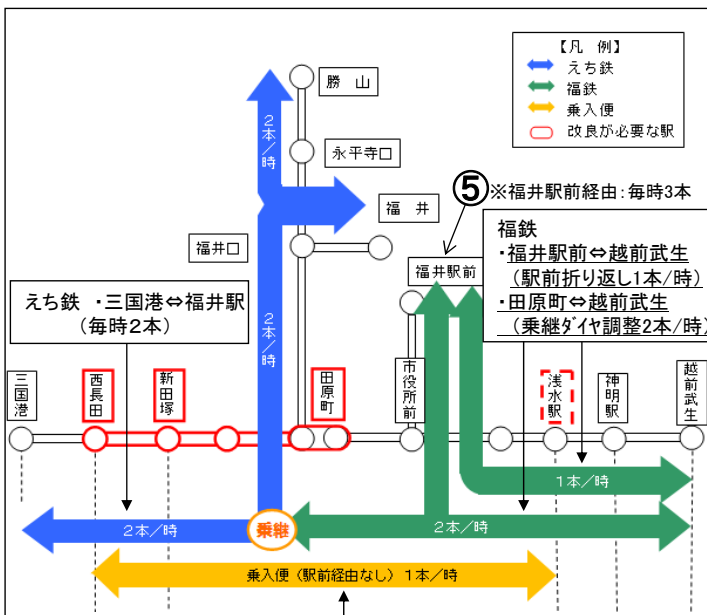 【凡 例】
えち鉄
福鉄
乗入便
改良が必要な駅
勝 山
永平寺口
福 井
福井口
2本/時
2本/時
⑤※福井駅前経由:毎時3本
福井駅前
福鉄
・福井駅前⇔越前武生
(駅前折り返し1本/時)
・田原町⇔越前武生
(乗継ダイヤ調整2本/時)
えち鉄 ・三国港⇔福井駅
(毎時2本)
三国港
西長田
新田塚
田原町
市役所前
浅水駅
神明駅
越前武生
1本/時
2本/時
乗継
2本/時
乗入便(駅前経由なし)1本/時